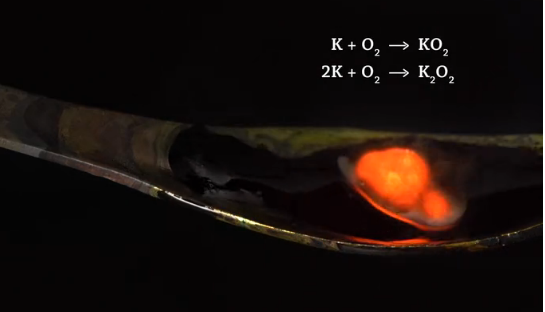 K + O₂ → KO₂
2K + O₂ → K₂O₂